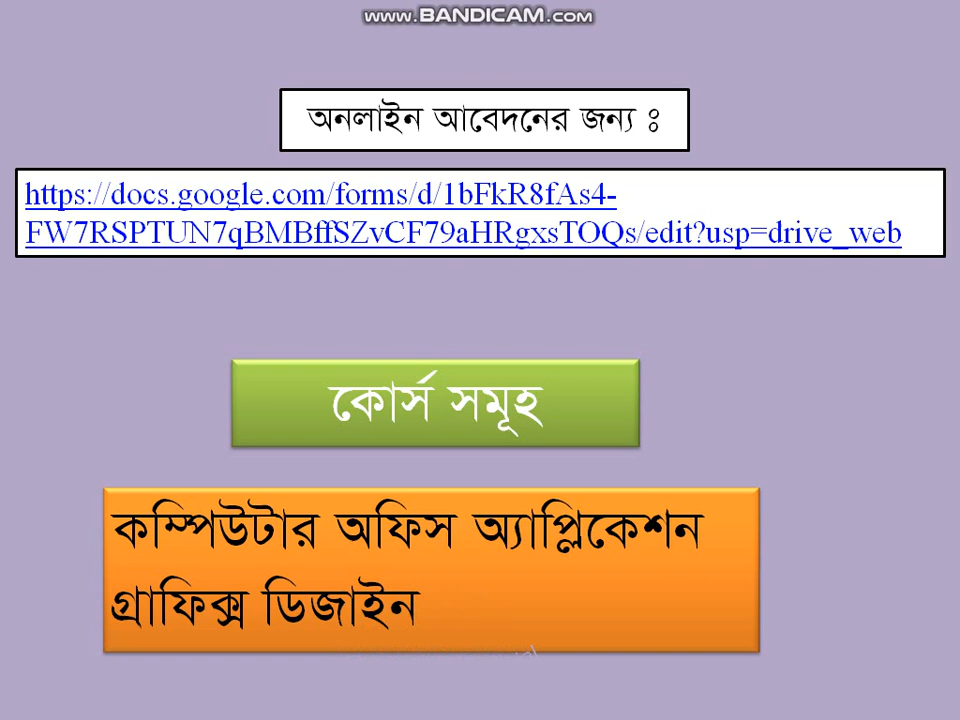 www.BANDICAM.com
অনলাইন আবেদনের জন্য ঃ
https://docs.google.com/forms/d/1bFkR8fAs4-
FW7RSPTUN7qBMBffSZvCF79aHRgxsTOQs/edit?usp=drive_web
কোর্স সমূহ
কম্পিউটার অফিস অ্যাপ্লিকেশন
গ্রাফিক্স ডিজাইন